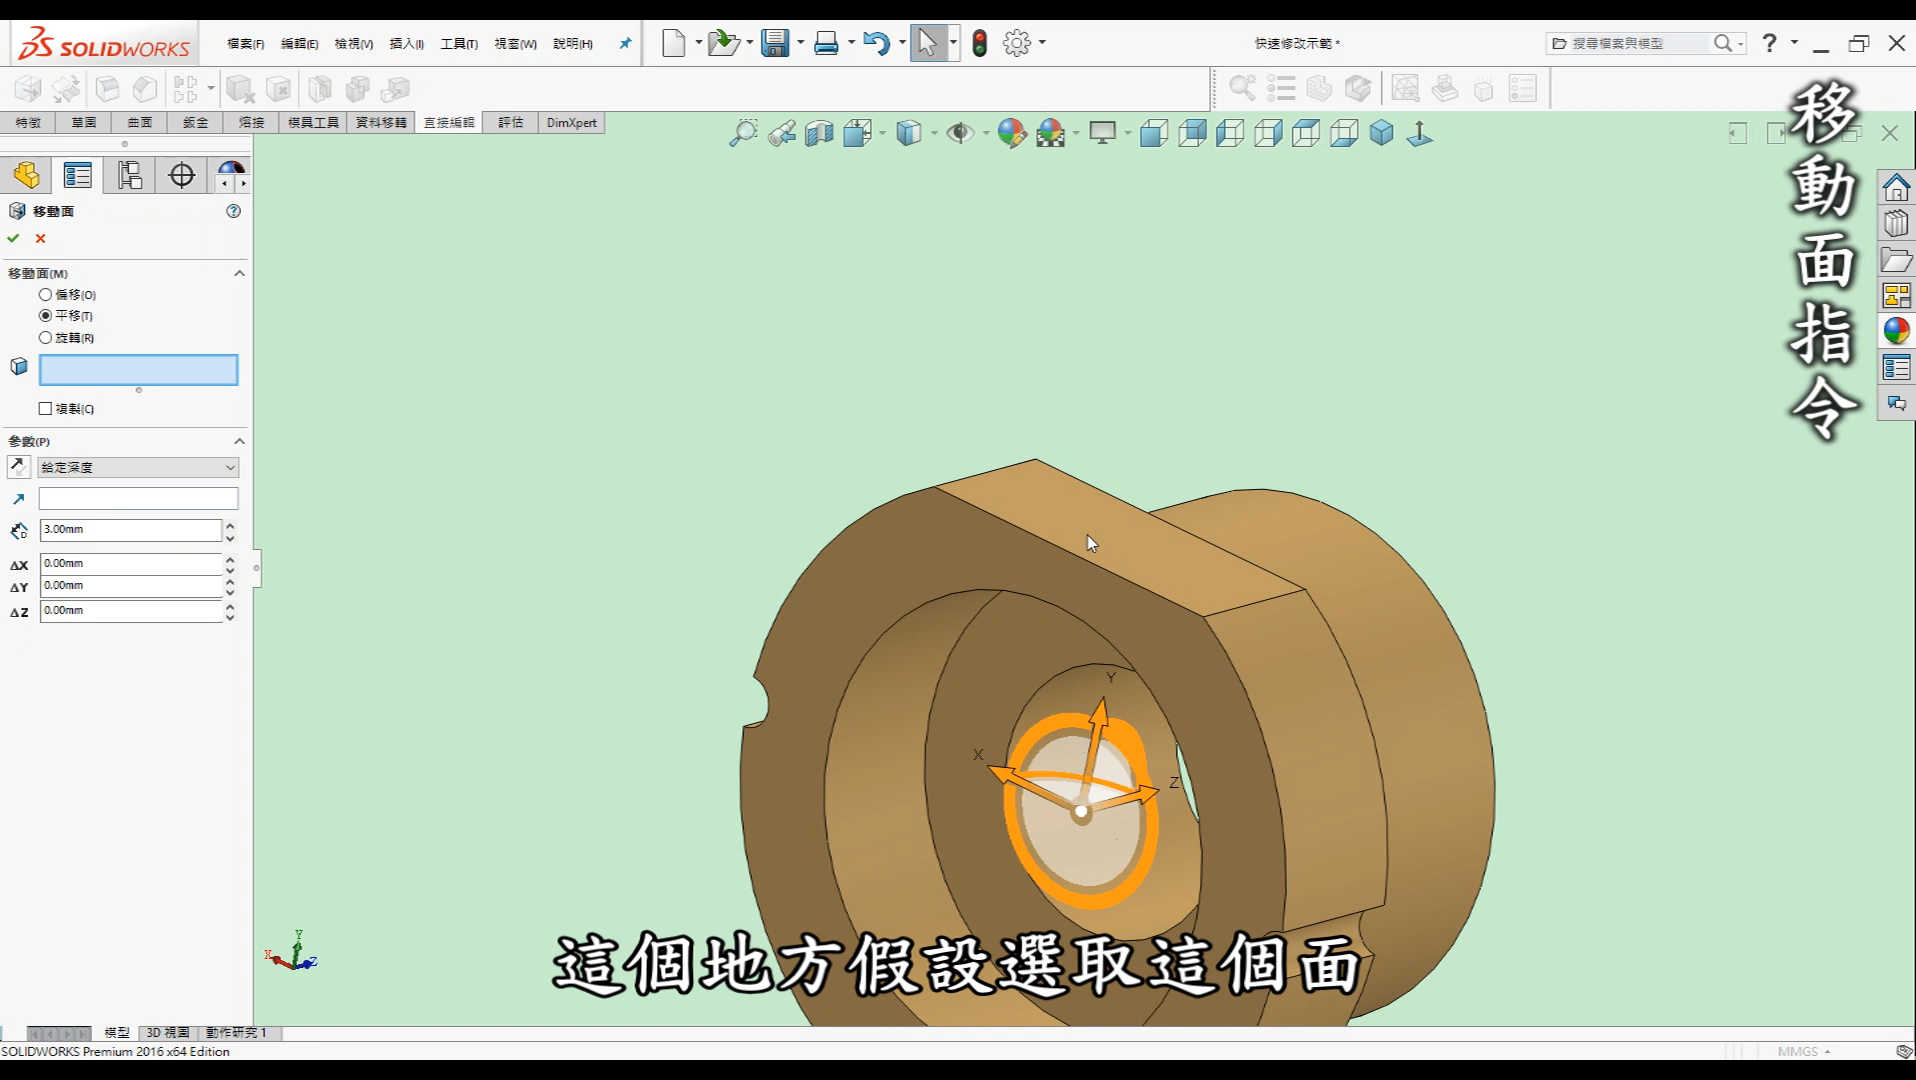 SOLIDWORKS 檔案(F) 編輯(E) 檢視(V) 插入(I) 工具(T) 視窗(W) 說明(H) 快速修改示範 * 搜尋檔案與模型
特徵 草圖 曲面 鈑金 熔接 模具工具 資料移轉 直接編輯 評估 DimXpert
移動面指令
移動面
移動面(M)
偏移(O)
平移(T)
旋轉(R)
複製(C)
參數(P)
給定深度
3.00mm
ΔX 0.00mm
ΔY 0.00mm
ΔZ 0.00mm
Y
X
Z
Y
X
Z
這個地方假設選取這個面
模型 3D 視圖 動作研究 1
SOLIDWORKS Premium 2016 x64 Edition MMGS